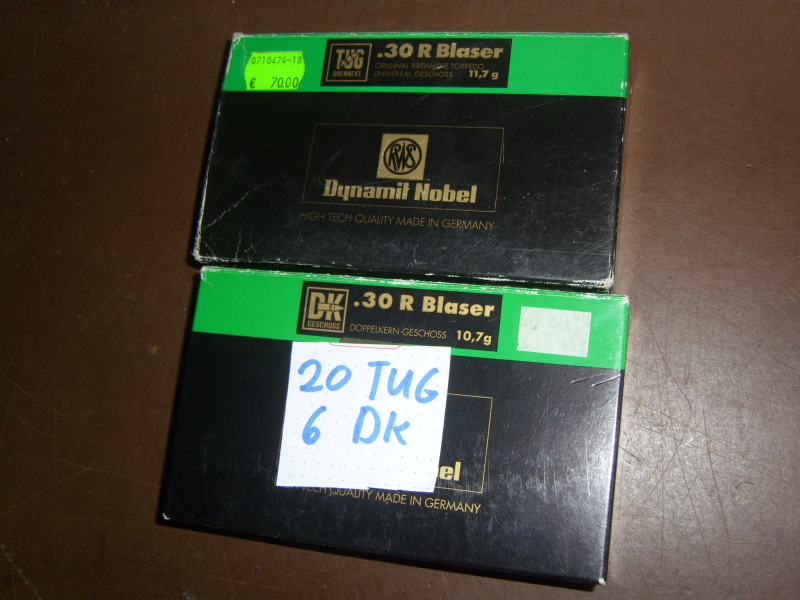 0710474-18
€ 70.00
TUG
BRENNEKE
.30 R Blaser
ORIGINAL BRENNEKE TORPEDO
UNIVERSAL GESCHOSS 11,7 g
RWS
Dynamit Nobel
HIGH TECH QUALITY MADE IN GERMANY
DK
GESCHOSS
.30 R Blaser
DOPPELKERN-GESCHOSS 10,7g
20 TUG
6 DK
el
TECH QUALITY MADE IN GERMANY